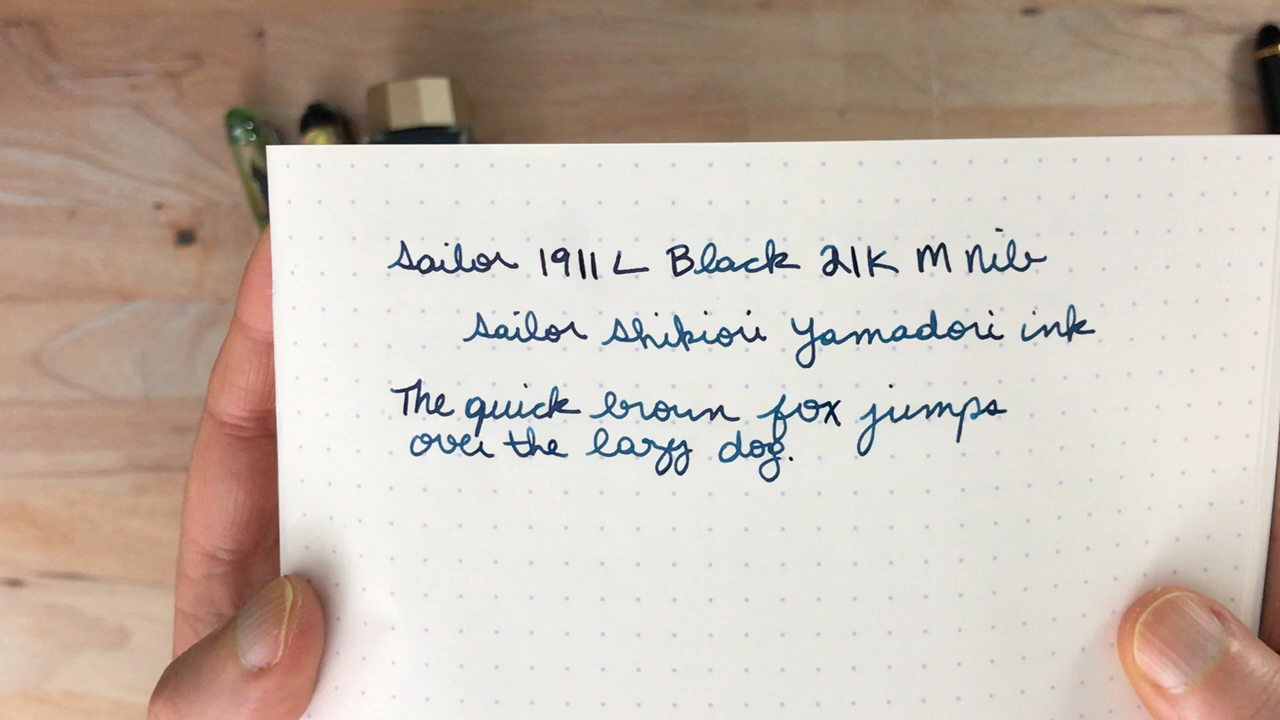 Sailor 1911 L Black 21K M Nib
Sailor Shikiori Yamadori ink
The quick brown fox jumps
over the lazy dog.